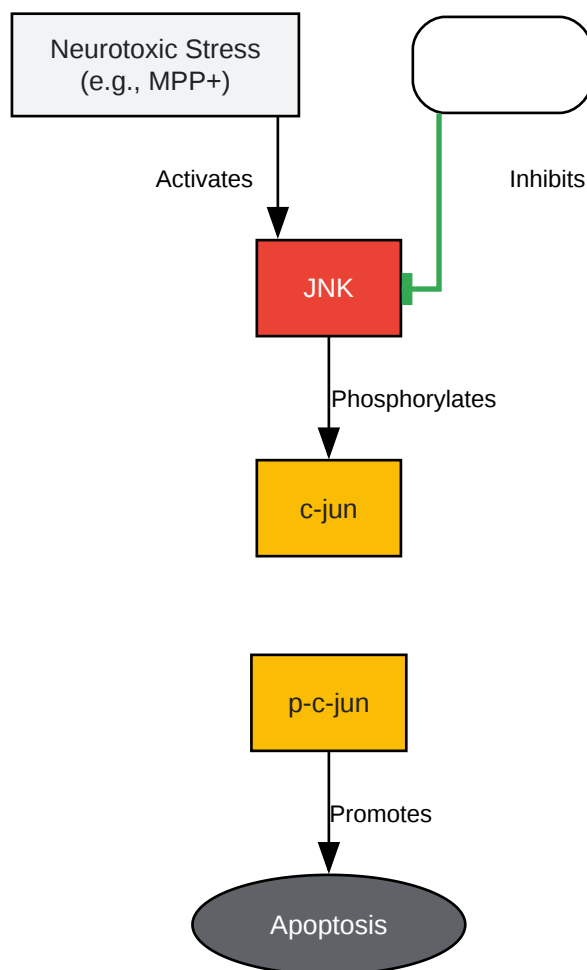 Neurotoxic Stress
(e.g., MPP+)
Activates
Inhibits
JNK
Phosphorylates
c-jun
p-c-jun
Promotes
Apoptosis